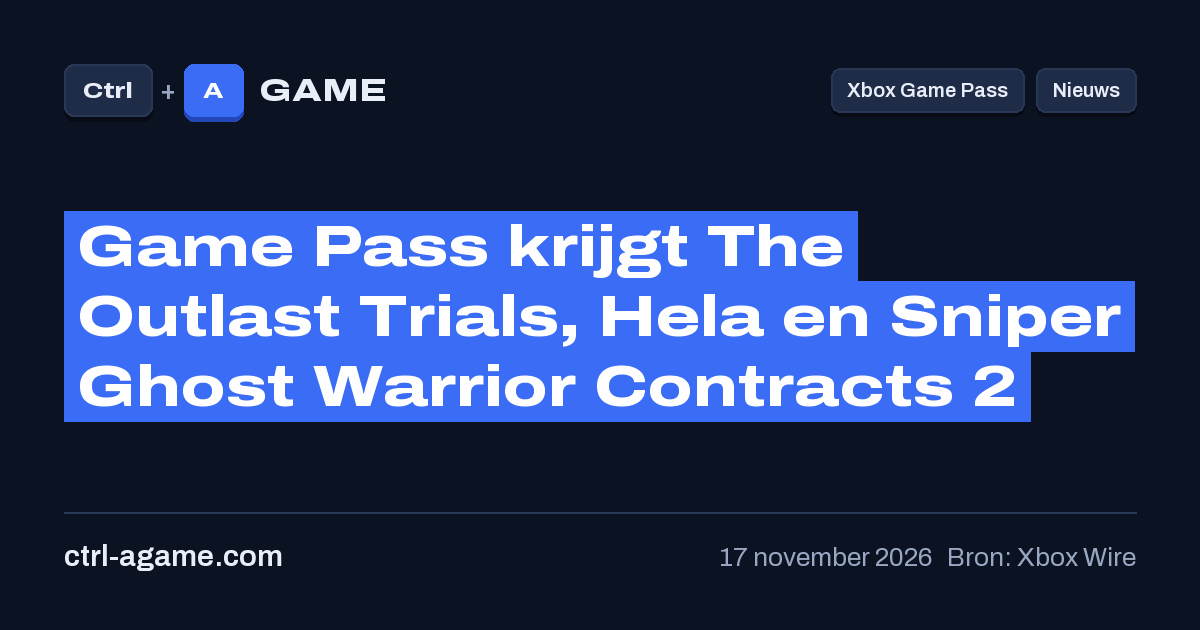 Ctrl + A GAME
Xbox Game Pass Nieuws
Game Pass krijgt The
Outlast Trials, Hela en Sniper
Ghost Warrior Contracts 2
ctrl-agame.com
17 november 2026 Bron: Xbox Wire